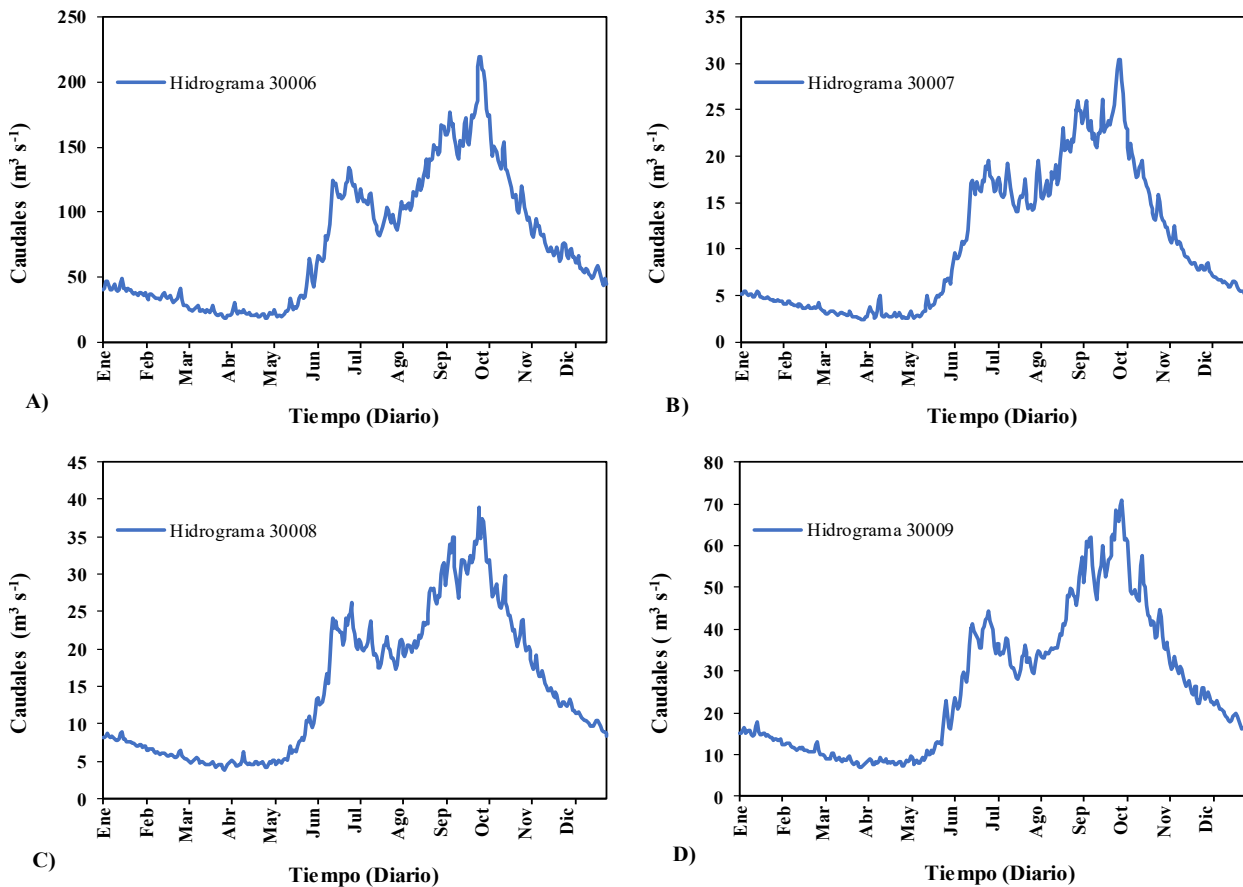 250
200
150
100
50
0
Caudales (m³ s⁻¹)
Hidrograma 30006
Ene Feb Mar Abr May Jun Jul Ago Sep Oct Nov Dic
Tiempo (Diario)
A)
35
30
25
20
15
10
5
0
Caudales (m³ s⁻¹)
Hidrograma 30007
Ene Feb Mar Abr May Jun Jul Ago Sep Oct Nov Dic
Tiempo (Diario)
B)
45
40
35
30
25
20
15
10
5
0
Caudales (m³ s⁻¹)
Hidrograma 30008
Ene Feb Mar Abr May Jun Jul Ago Sep Oct Nov Dic
Tiempo (Diario)
C)
80
70
60
50
40
30
20
10
0
Caudales ( m³ s⁻¹)
Hidrograma 30009
Ene Feb Mar Abr May Jun Jul Ago Sep Oct Nov Dic
Tiempo (Diario)
D)